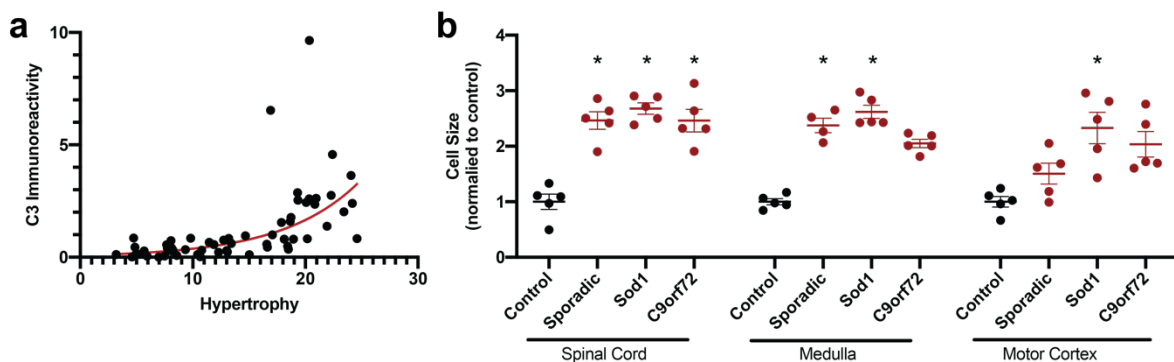 a
C3 Immunoreactivity
10
5
0
0
10
20
30
Hypertrophy
b
Cell Size
(normalied to control)
4
3
2
1
0
*
*
*
*
*
*
Control
Sporadic
Sod1
C9orf72
Control
Sporadic
Sod1
C9orf72
Control
Sporadic
Sod1
C9orf72
Spinal Cord
Medulla
Motor Cortex